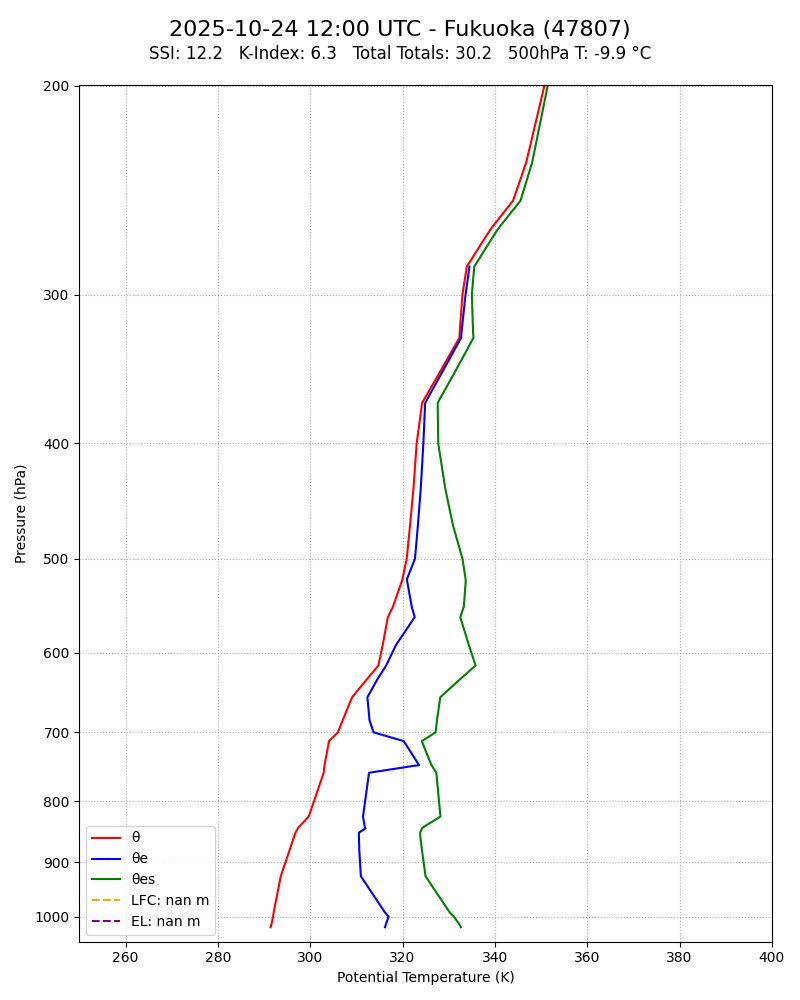 2025-10-24 12:00 UTC - Fukuoka (47807)
SSI: 12.2   K-Index: 6.3   Total Totals: 30.2   500hPa T: -9.9 °C
200
300
400
500
600
700
800
900
1000
Pressure (hPa)
θ
θe
θes
LFC: nan m
EL: nan m
260 280 300 320 340 360 380 400
Potential Temperature (K)